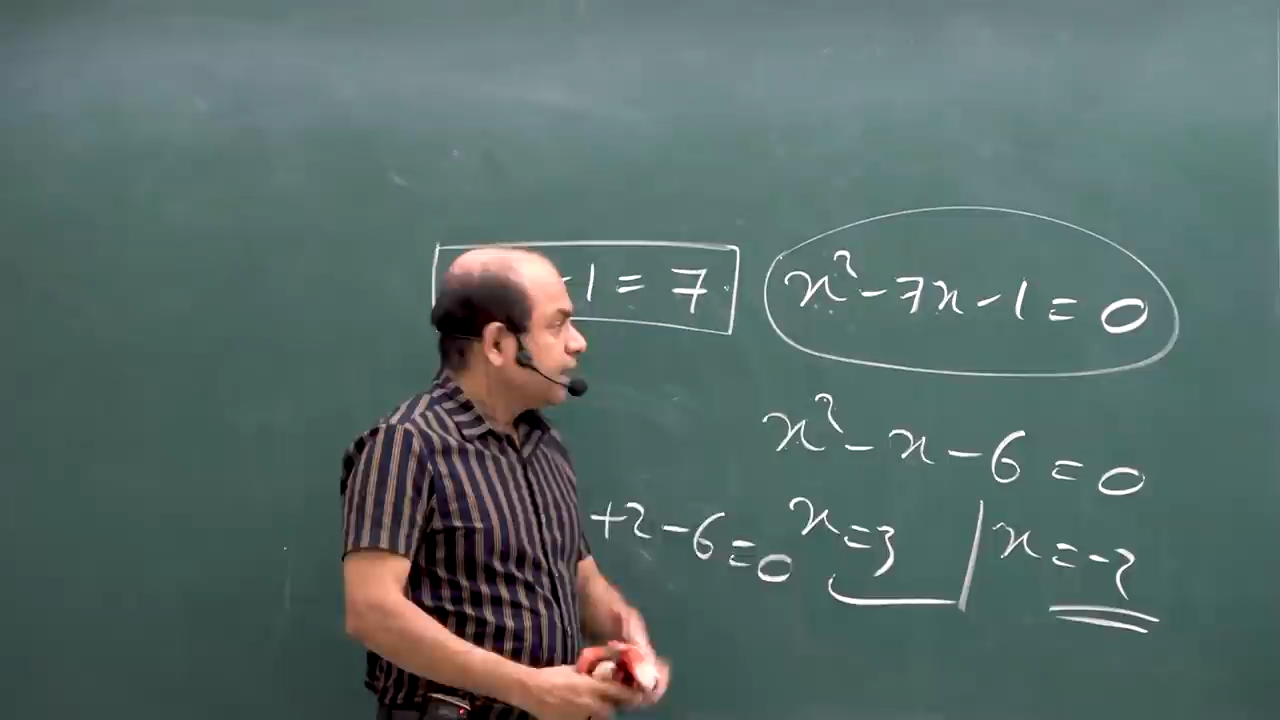 -1 = 7
x² - 7x - 1 = 0
x² - x - 6 = 0
+2 - 6 = 0
x = 3 | x = -2